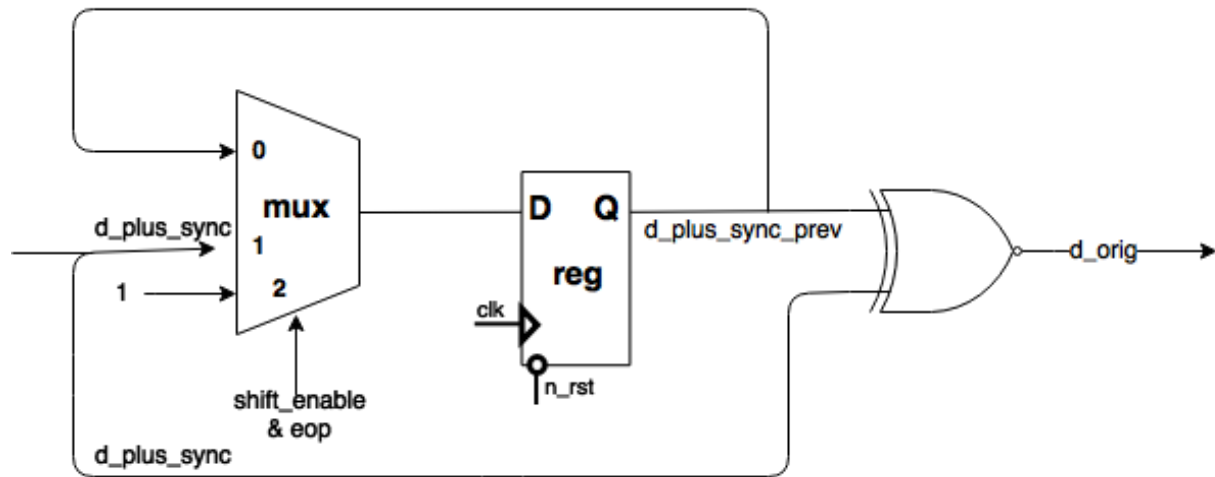 0
mux
D Q
d_plus_sync
d_plus_sync_prev
1
reg
d_orig
1
2
clk
n_rst
shift_enable
& eop
d_plus_sync